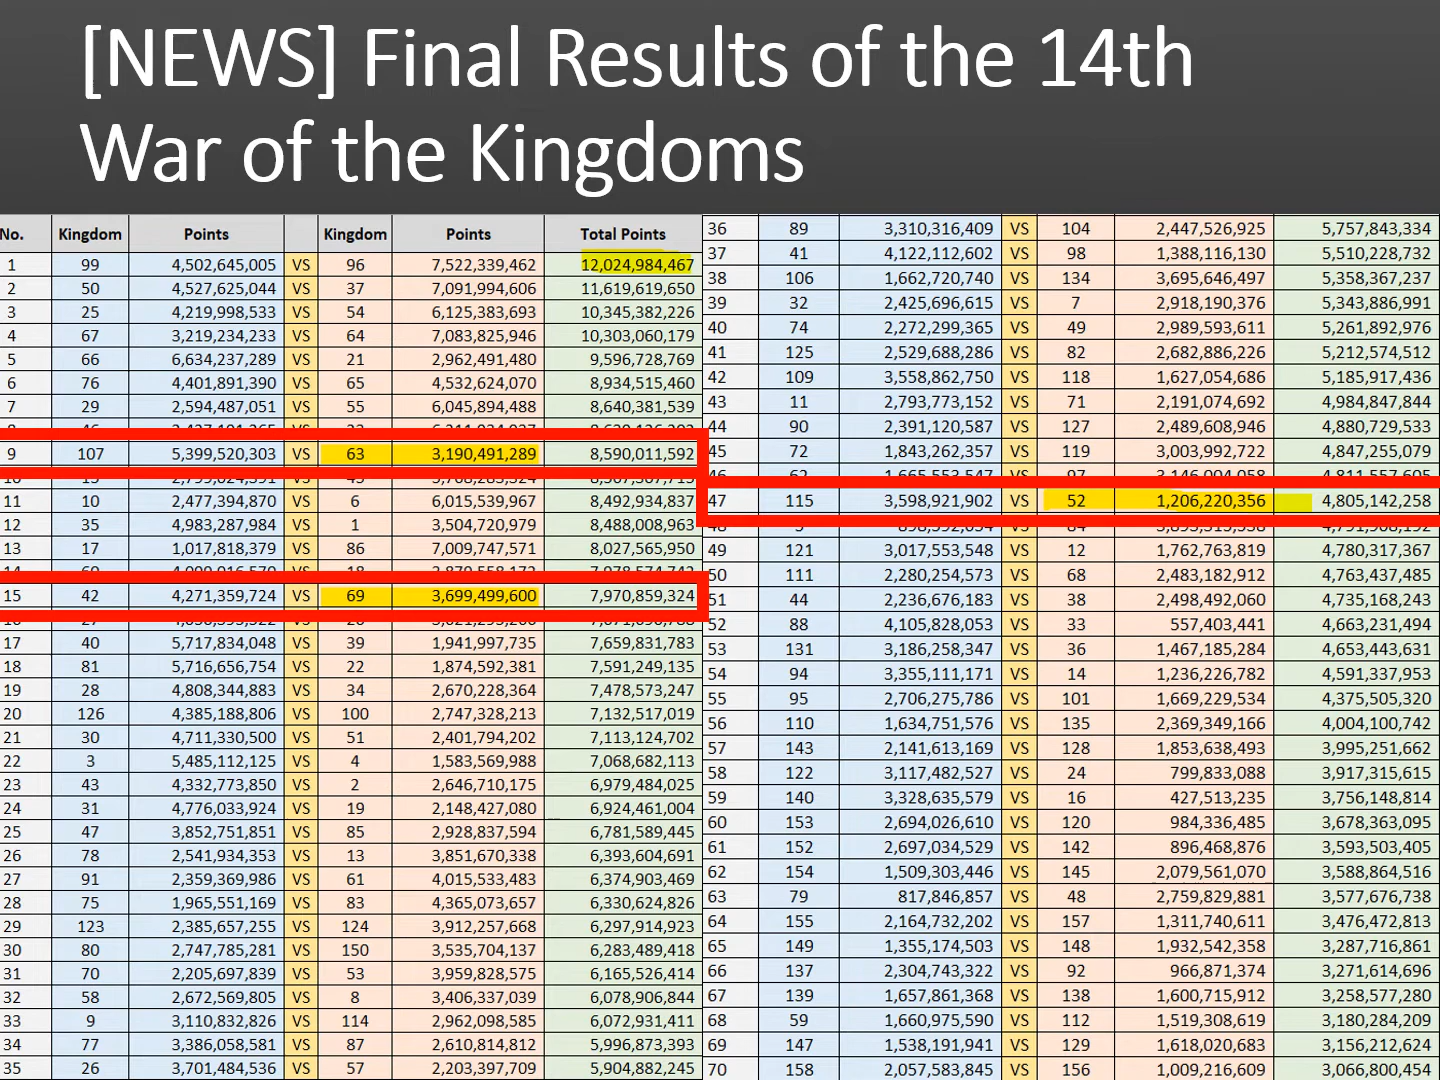 [NEWS] Final Results of the 14th
War of the Kingdoms
No. Kingdom Points Kingdom Points Total Points
1 99 4,502,645,005 VS 96 7,522,339,462 12,024,984,467
2 50 4,527,625,044 VS 37 7,091,994,606 11,619,619,650
3 25 4,219,998,533 VS 54 6,125,383,693 10,345,382,226
4 67 3,219,234,233 VS 64 7,083,825,946 10,303,060,179
5 66 6,634,237,289 VS 21 2,962,491,480 9,596,728,769
6 76 4,401,891,390 VS 65 4,532,624,070 8,934,515,460
7 29 2,594,487,051 VS 55 6,045,894,488 8,640,381,539
9 107 5,399,520,303 VS 63 3,190,491,289 8,590,011,592
11 10 2,477,394,870 VS 6 6,015,539,967 8,492,934,837
12 35 4,983,287,984 VS 1 3,504,720,979 8,488,008,963
13 17 1,017,818,379 VS 86 7,009,747,571 8,027,565,950
15 42 4,271,359,724 VS 69 3,699,499,600 7,970,859,324
17 40 5,717,834,048 VS 39 1,941,997,735 7,659,831,783
18 81 5,716,656,754 VS 22 1,874,592,381 7,591,249,135
19 28 4,808,344,883 VS 34 2,670,228,364 7,478,573,247
20 126 4,385,188,806 VS 100 2,747,328,213 7,132,517,019
21 30 4,711,330,500 VS 51 2,401,794,202 7,113,124,702
22 3 5,485,112,125 VS 4 1,583,569,988 7,068,682,113
23 43 4,332,773,850 VS 2 2,646,710,175 6,979,484,025
24 31 4,776,033,924 VS 19 2,148,427,080 6,924,461,004
25 47 3,852,751,851 VS 85 2,928,837,594 6,781,589,445
26 78 2,541,934,353 VS 13 3,851,670,338 6,393,604,691
27 91 2,359,369,986 VS 61 4,015,533,483 6,374,903,469
28 75 1,965,551,169 VS 83 4,365,073,657 6,330,624,826
29 123 2,385,657,255 VS 124 3,912,257,668 6,297,914,923
30 80 2,747,785,281 VS 150 3,535,704,137 6,283,489,418
31 70 2,205,697,839 VS 53 3,959,828,575 6,165,526,414
32 58 2,672,569,805 VS 8 3,406,337,039 6,078,906,844
33 9 3,110,832,826 VS 114 2,962,098,585 6,072,931,411
34 77 3,386,058,581 VS 87 2,610,814,812 5,996,873,393
35 26 3,701,484,536 VS 57 2,203,397,709 5,904,882,245
36 89 3,310,316,409 VS 104 2,447,526,925 5,757,843,334
37 41 4,122,112,602 VS 98 1,388,116,130 5,510,228,732
38 106 1,662,720,740 VS 134 3,695,646,497 5,358,367,237
39 32 2,425,696,615 VS 7 2,918,190,376 5,343,886,991
40 74 2,272,299,365 VS 49 2,989,593,611 5,261,892,976
41 125 2,529,688,286 VS 82 2,682,886,226 5,212,574,512
42 109 3,558,862,750 VS 118 1,627,054,686 5,185,917,436
43 11 2,793,773,152 VS 71 2,191,074,692 4,984,847,844
44 90 2,391,120,587 VS 127 2,489,608,946 4,880,729,533
45 72 1,843,262,357 VS 119 3,003,992,722 4,847,255,079
47 115 3,598,921,902 VS 52 1,206,220,356 4,805,142,258
49 121 3,017,553,548 VS 12 1,762,763,819 4,780,317,367
50 111 2,280,254,573 VS 68 2,483,182,912 4,763,437,485
51 44 2,236,676,183 VS 38 2,498,492,060 4,735,168,243
52 88 4,105,828,053 VS 33 557,403,441 4,663,231,494
53 131 3,186,258,347 VS 36 1,467,185,284 4,653,443,631
54 94 3,355,111,171 VS 14 1,236,226,782 4,591,337,953
55 95 2,706,275,786 VS 101 1,669,229,534 4,375,505,320
56 110 1,634,751,576 VS 135 2,369,349,166 4,004,100,742
57 143 2,141,613,169 VS 128 1,853,638,493 3,995,251,662
58 122 3,117,482,527 VS 24 799,833,088 3,917,315,615
59 140 3,328,635,579 VS 16 427,513,235 3,756,148,814
60 153 2,694,026,610 VS 120 984,336,485 3,678,363,095
61 152 2,697,034,529 VS 142 896,468,876 3,593,503,405
62 154 1,509,303,446 VS 145 2,079,561,070 3,588,864,516
63 79 817,846,857 VS 48 2,759,829,881 3,577,676,738
64 155 2,164,732,202 VS 157 1,311,740,611 3,476,472,813
65 149 1,355,174,503 VS 148 1,932,542,358 3,287,716,861
66 137 2,304,743,322 VS 92 966,871,374 3,271,614,696
67 139 1,657,861,368 VS 138 1,600,715,912 3,258,577,280
68 59 1,660,975,590 VS 112 1,519,308,619 3,180,284,209
69 147 1,538,191,941 VS 129 1,618,020,683 3,156,212,624
70 158 2,057,583,845 VS 156 1,009,216,609 3,066,800,454